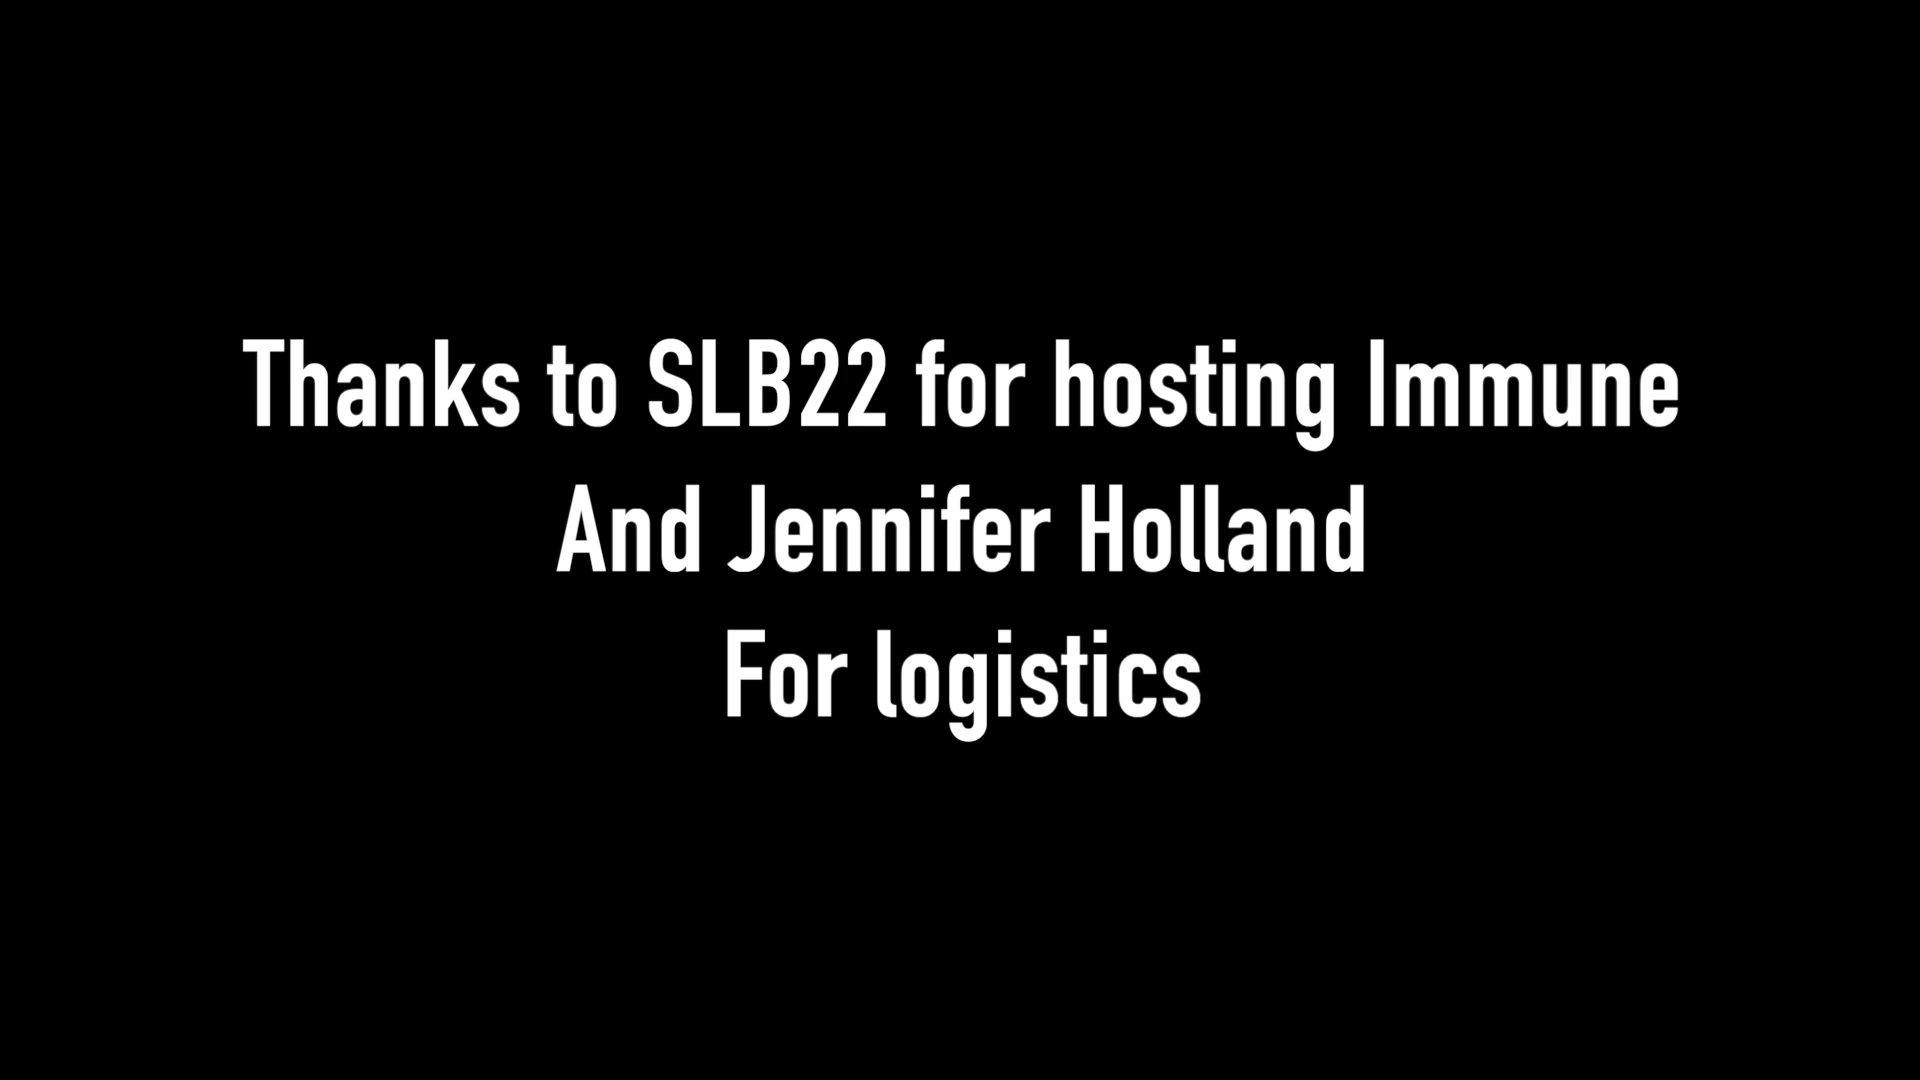 Thanks to SLB22 for hosting Immune
And Jennifer Holland
For logistics